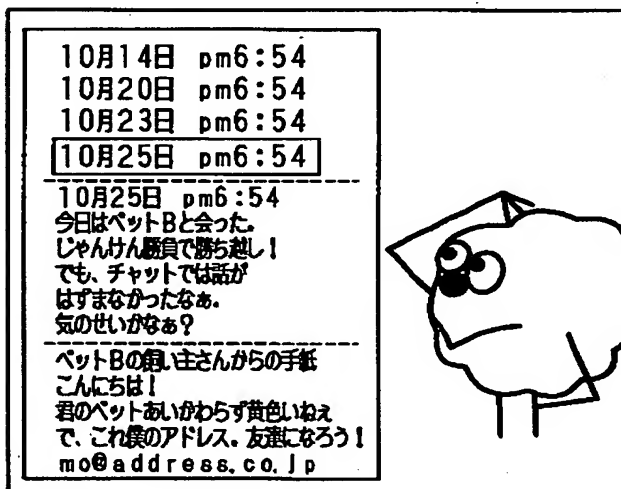 10月14日 pm6:54
10月20日 pm6:54
10月23日 pm6:54
10月25日 pm6:54
10月25日 pm6:54
今日はペットBと会った。
じゃんけん勝負で勝ち越し！
でも、チャットでは話が
はずまなかったなぁ。
気のせいかなぁ？
ペットBの飼い主さんからの手紙
こんにちは！
君のペットあいかわらず黄色いねえ
で、これ僕のアドレス。友達になろう！
mo@address.co.jp